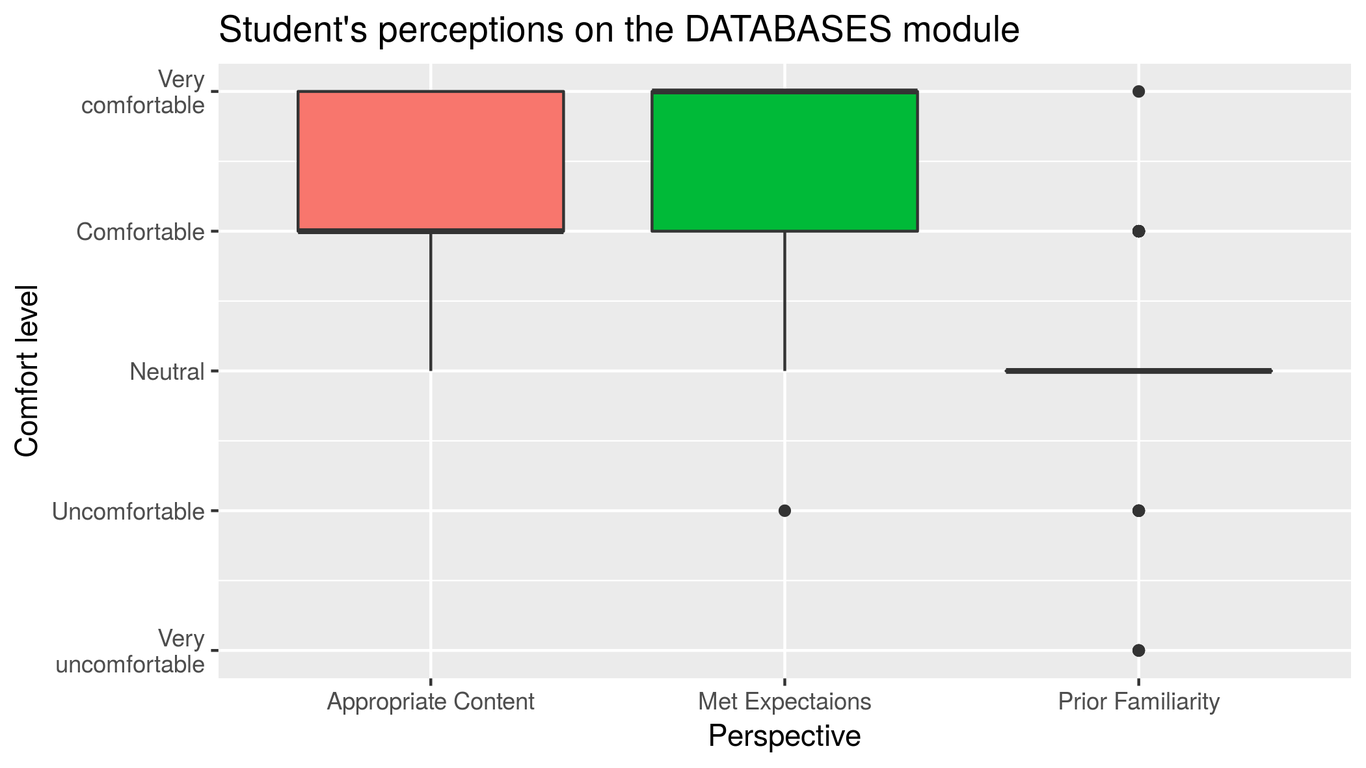 Student's perceptions on the DATABASES module
Very
comfortable
Comfortable
Neutral
Uncomfortable
Very
uncomfortable
Comfort level
Appropriate Content
Met Expectaions
Prior Familiarity
Perspective